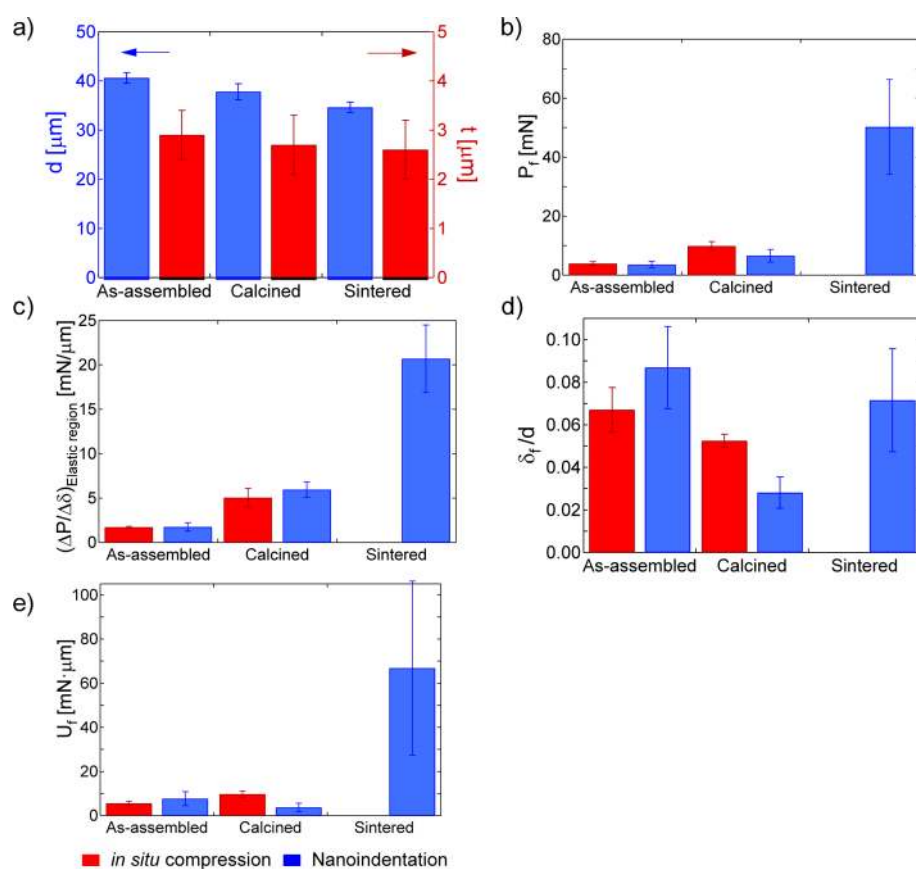 a)
50
40
30
20
10
0
d [μm]
5
4
3
2
1
0
t [μm]
As-assembled Calcined Sintered
b)
80
60
40
20
0
P_f [mN]
As-assembled Calcined Sintered
c)
25
20
15
10
5
0
(ΔP/Δδ)Elastic region [mN/μm]
As-assembled Calcined Sintered
d)
0.10
0.08
0.06
0.04
0.02
0.00
δ_f/d
As-assembled Calcined Sintered
e)
100
80
60
40
20
0
U_f [mN·μm]
As-assembled Calcined Sintered
in situ compression Nanoindentation